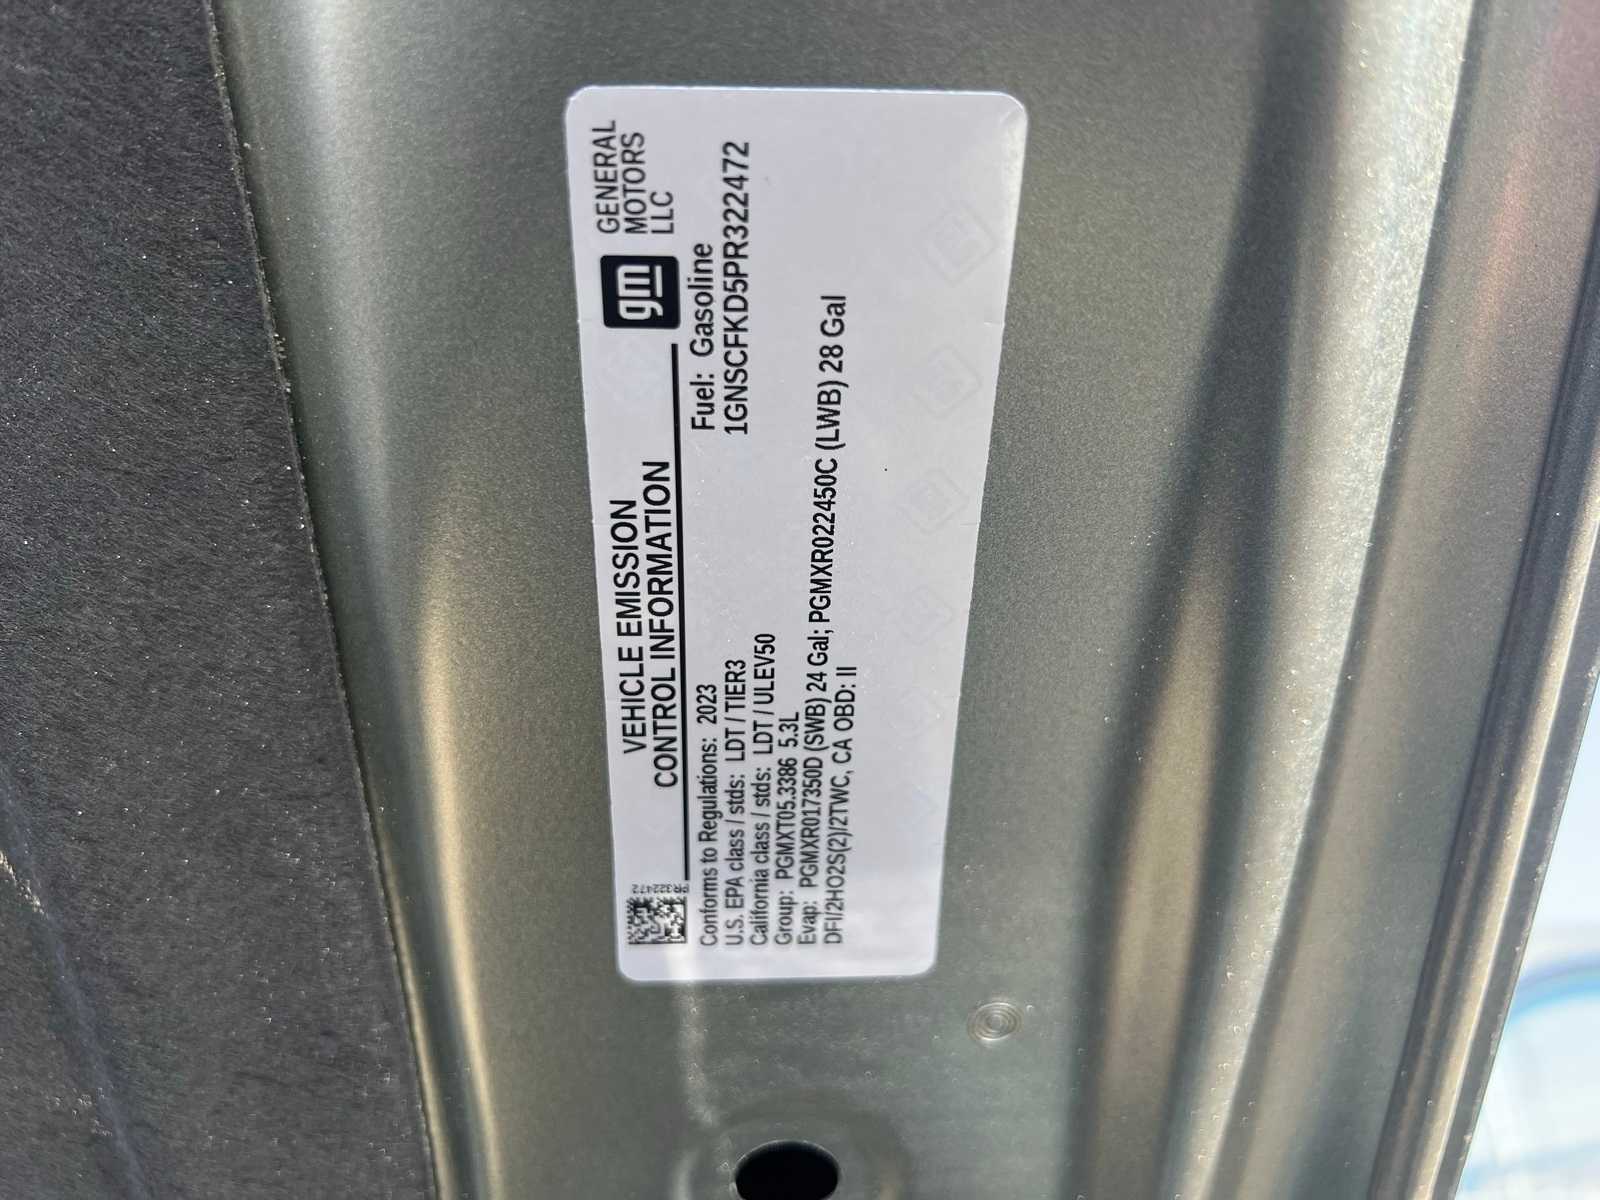 VEHICLE EMISSION
CONTROL INFORMATION
gm
GENERAL
MOTORS
LLC
PR322472
Conforms to Regulations: 2023
Fuel: Gasoline
U.S. EPA class / stds: LDT / TIER3
1GNSCFKD5PR322472
California class / stds: LDT / ULEV50
Group: PGMXT05.3386 5.3L
Evap: PGMXR017350D (SWB) 24 Gal; PGMXR022450C (LWB) 28 Gal
DFI/2HO2S(2)/2TWC, CA OBD: II